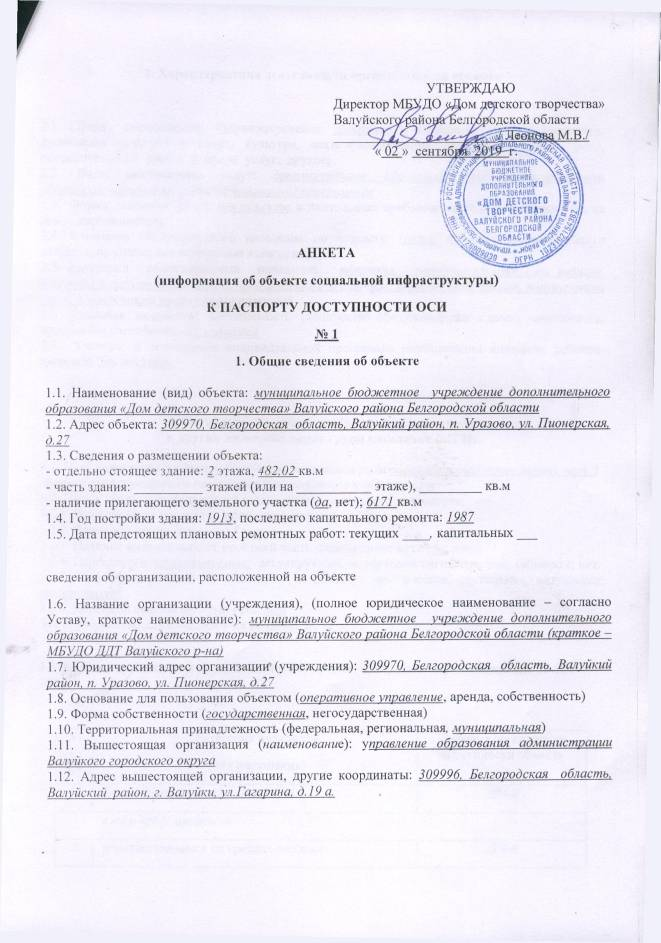 УТВЕРЖДАЮ
Директор МБУДО «Дом детского творчества»
Валуйского района Белгородской области
/Леонова М.В./
« 02 » сентября 2019 г.
МУНИЦИПАЛЬНОЕ
БЮДЖЕТНОЕ
УЧРЕЖДЕНИЕ
ДОПОЛНИТЕЛЬНОГО
ОБРАЗОВАНИЯ
«ДОМ ДЕТСКОГО
ТВОРЧЕСТВА»
ВАЛУЙСКОГО РАЙОНА
БЕЛГОРОДСКОЙ
ОБЛАСТИ
АНКЕТА
(информация об объекте социальной инфраструктуры)
К ПАСПОРТУ ДОСТУПНОСТИ ОСИ
№ 1
1. Общие сведения об объекте
1.1. Наименование (вид) объекта: муниципальное бюджетное учреждение дополнительного
образования «Дом детского творчества» Валуйского района Белгородской области
1.2. Адрес объекта: 309970, Белгородская область, Валуйкий район, п. Уразово, ул. Пионерская,
д.27
1.3. Сведения о размещении объекта:
- отдельно стоящее здание: 2 этажа, 482,02 кв.м
- часть здания: __________ этажей (или на ___________ этаже), __________ кв.м
- наличие прилегающего земельного участка (да, нет); 6171 кв.м
1.4. Год постройки здания: 1913, последнего капитального ремонта: 1987
1.5. Дата предстоящих плановых ремонтных работ: текущих ____, капитальных ___
сведения об организации, расположенной на объекте
1.6. Название организации (учреждения), (полное юридическое наименование – согласно
Уставу, краткое наименование): муниципальное бюджетное учреждение дополнительного
образования «Дом детского творчества» Валуйского района Белгородской области (краткое –
МБУДО ДДТ Валуйского р-на)
1.7. Юридический адрес организации (учреждения): 309970, Белгородская область, Валуйкий
район, п. Уразово, ул. Пионерская, д.27
1.8. Основание для пользования объектом (оперативное управление, аренда, собственность)
1.9. Форма собственности (государственная, негосударственная)
1.10. Территориальная принадлежность (федеральная, региональная, муниципальная)
1.11. Вышестоящая организация (наименование): управление образования администрации
Валуйкого городского округа
1.12. Адрес вышестоящей организации, другие координаты: 309996, Белгородская область,
Валуйский район, г. Валуйки, ул.Гагарина, д.19 а.